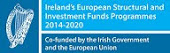 Ireland's European Structural and
Investment Funds Programmes
2014-2020
Co-funded by the Irish Government
and the European Union